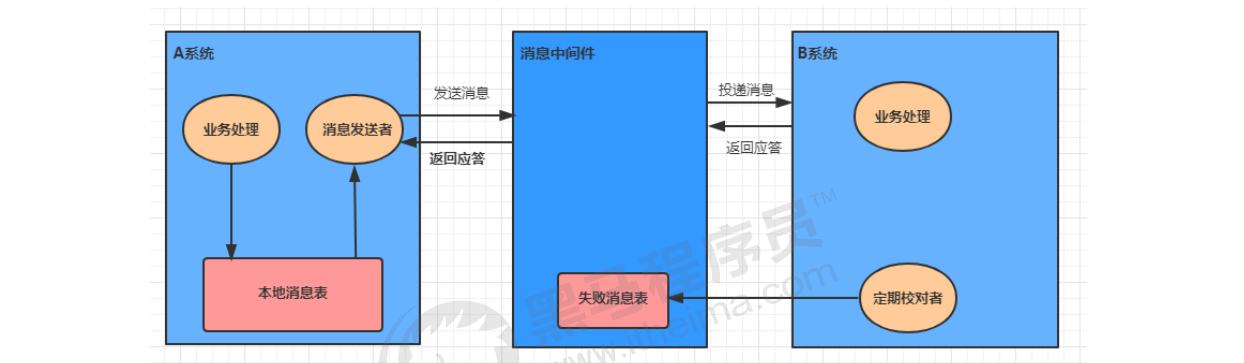 A系统
消息中间件
B系统
发送消息
投递消息
业务处理
消息发送者
业务处理
返回应答
返回应答
本地消息表
失败消息表
定期校对者
黑马程序员TM
www.itheima.com